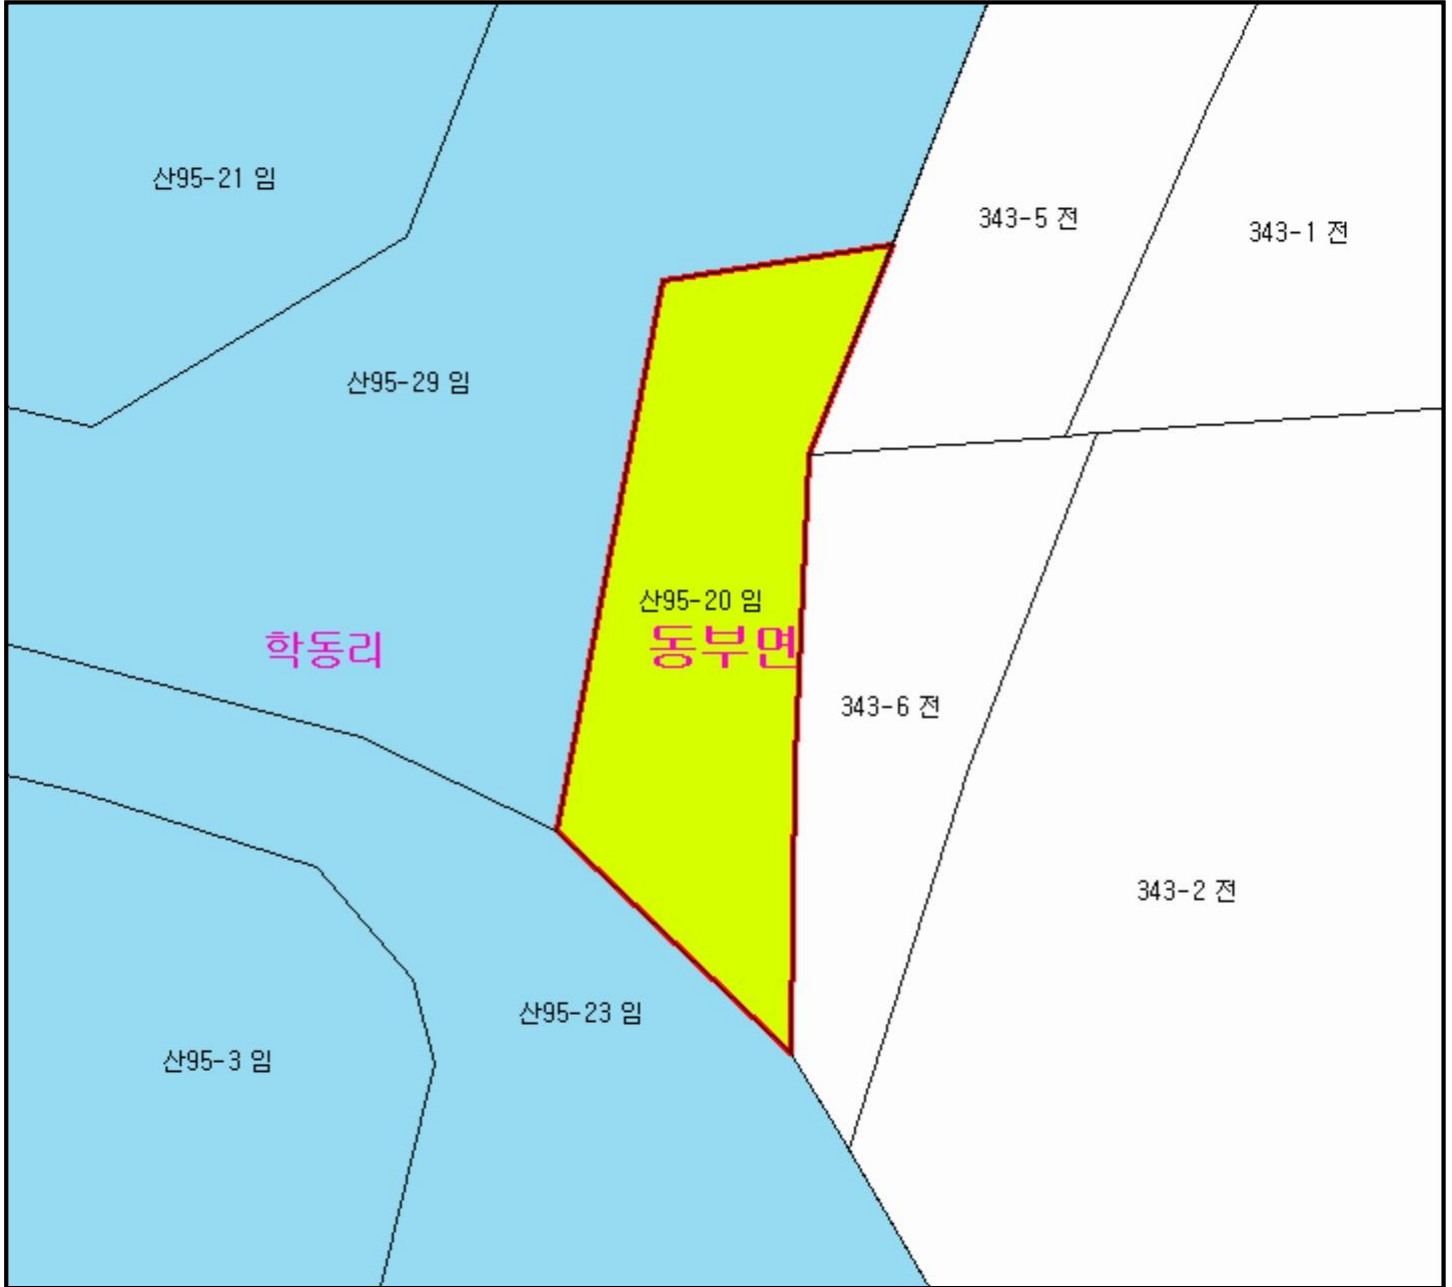 산95-21 임
343-5 전
343-1 전
산95-29 임
산95-20 임
학동리
동부면
343-6 전
343-2 전
산95-23 임
산95-3 임